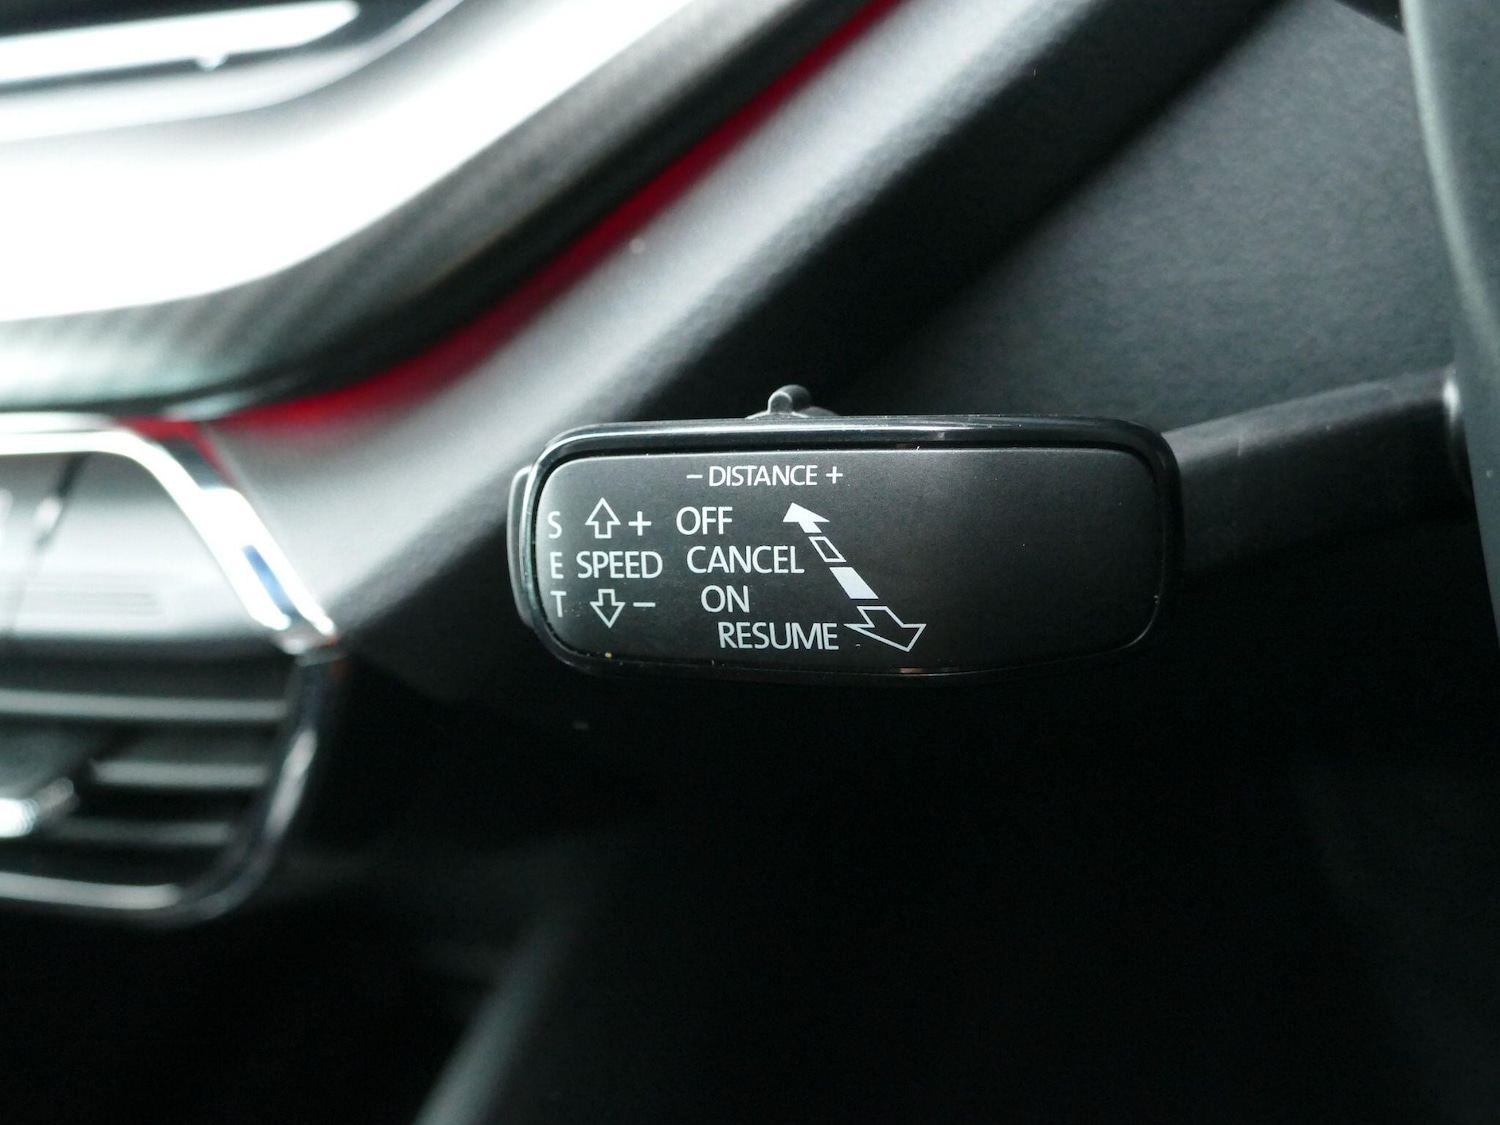 – DISTANCE +
S + OFF
E SPEED CANCEL
T – ON
RESUME